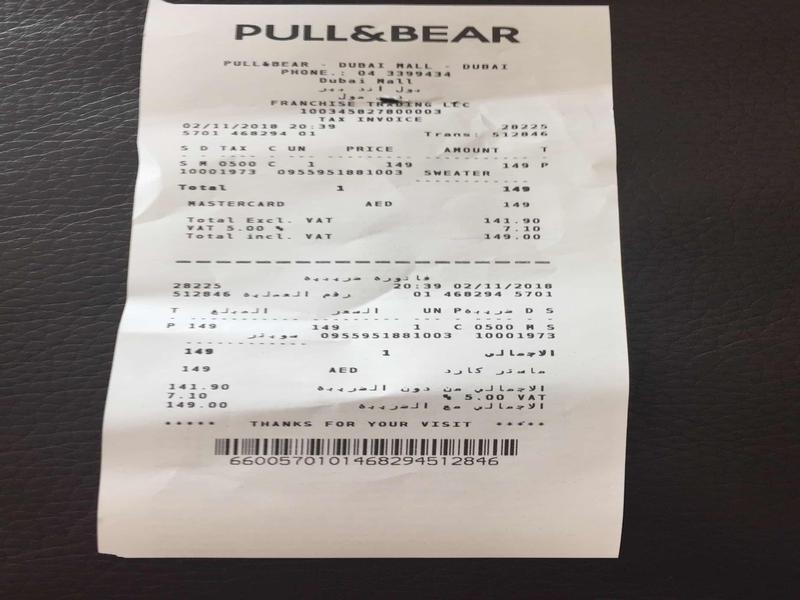 PULL&BEAR
PULL&BEAR - DUBAI MALL - DUBAI
PHONE.: 04 3399434
Dubai Mall
بول اند بير
دبي مول
FRANCHISE TRADING LLC
100345827800003
TAX INVOICE
02/11/2018 20:39 28225
5701 468294 01 Trans: 512846
S D TAX C UN PRICE AMOUNT T
S M 0500 C 1 149 149 P
10001973 0955951881003 SWEATER
Total 1 149
MASTERCARD AED 149
Total Excl. VAT 141.90
VAT 5.00 % 7.10
Total incl. VAT 149.00
فاتورة ضريبية
28225 20:39 02/11/2018
512846 رقم العملية 01 468294 5701
T المبلغ السعر UN P ضريبة D S
P 149 149 1 C 0500 M S
سويتر 0955951881003 10001973
149 1 الاجمالي
149 AED ماستر كارد
141.90 الاجمالي من دون الضريبة
7.10 % 5.00 VAT
149.00 الاجمالي مع الضريبة
***** THANKS FOR YOUR VISIT *****
66005701014682945 12846